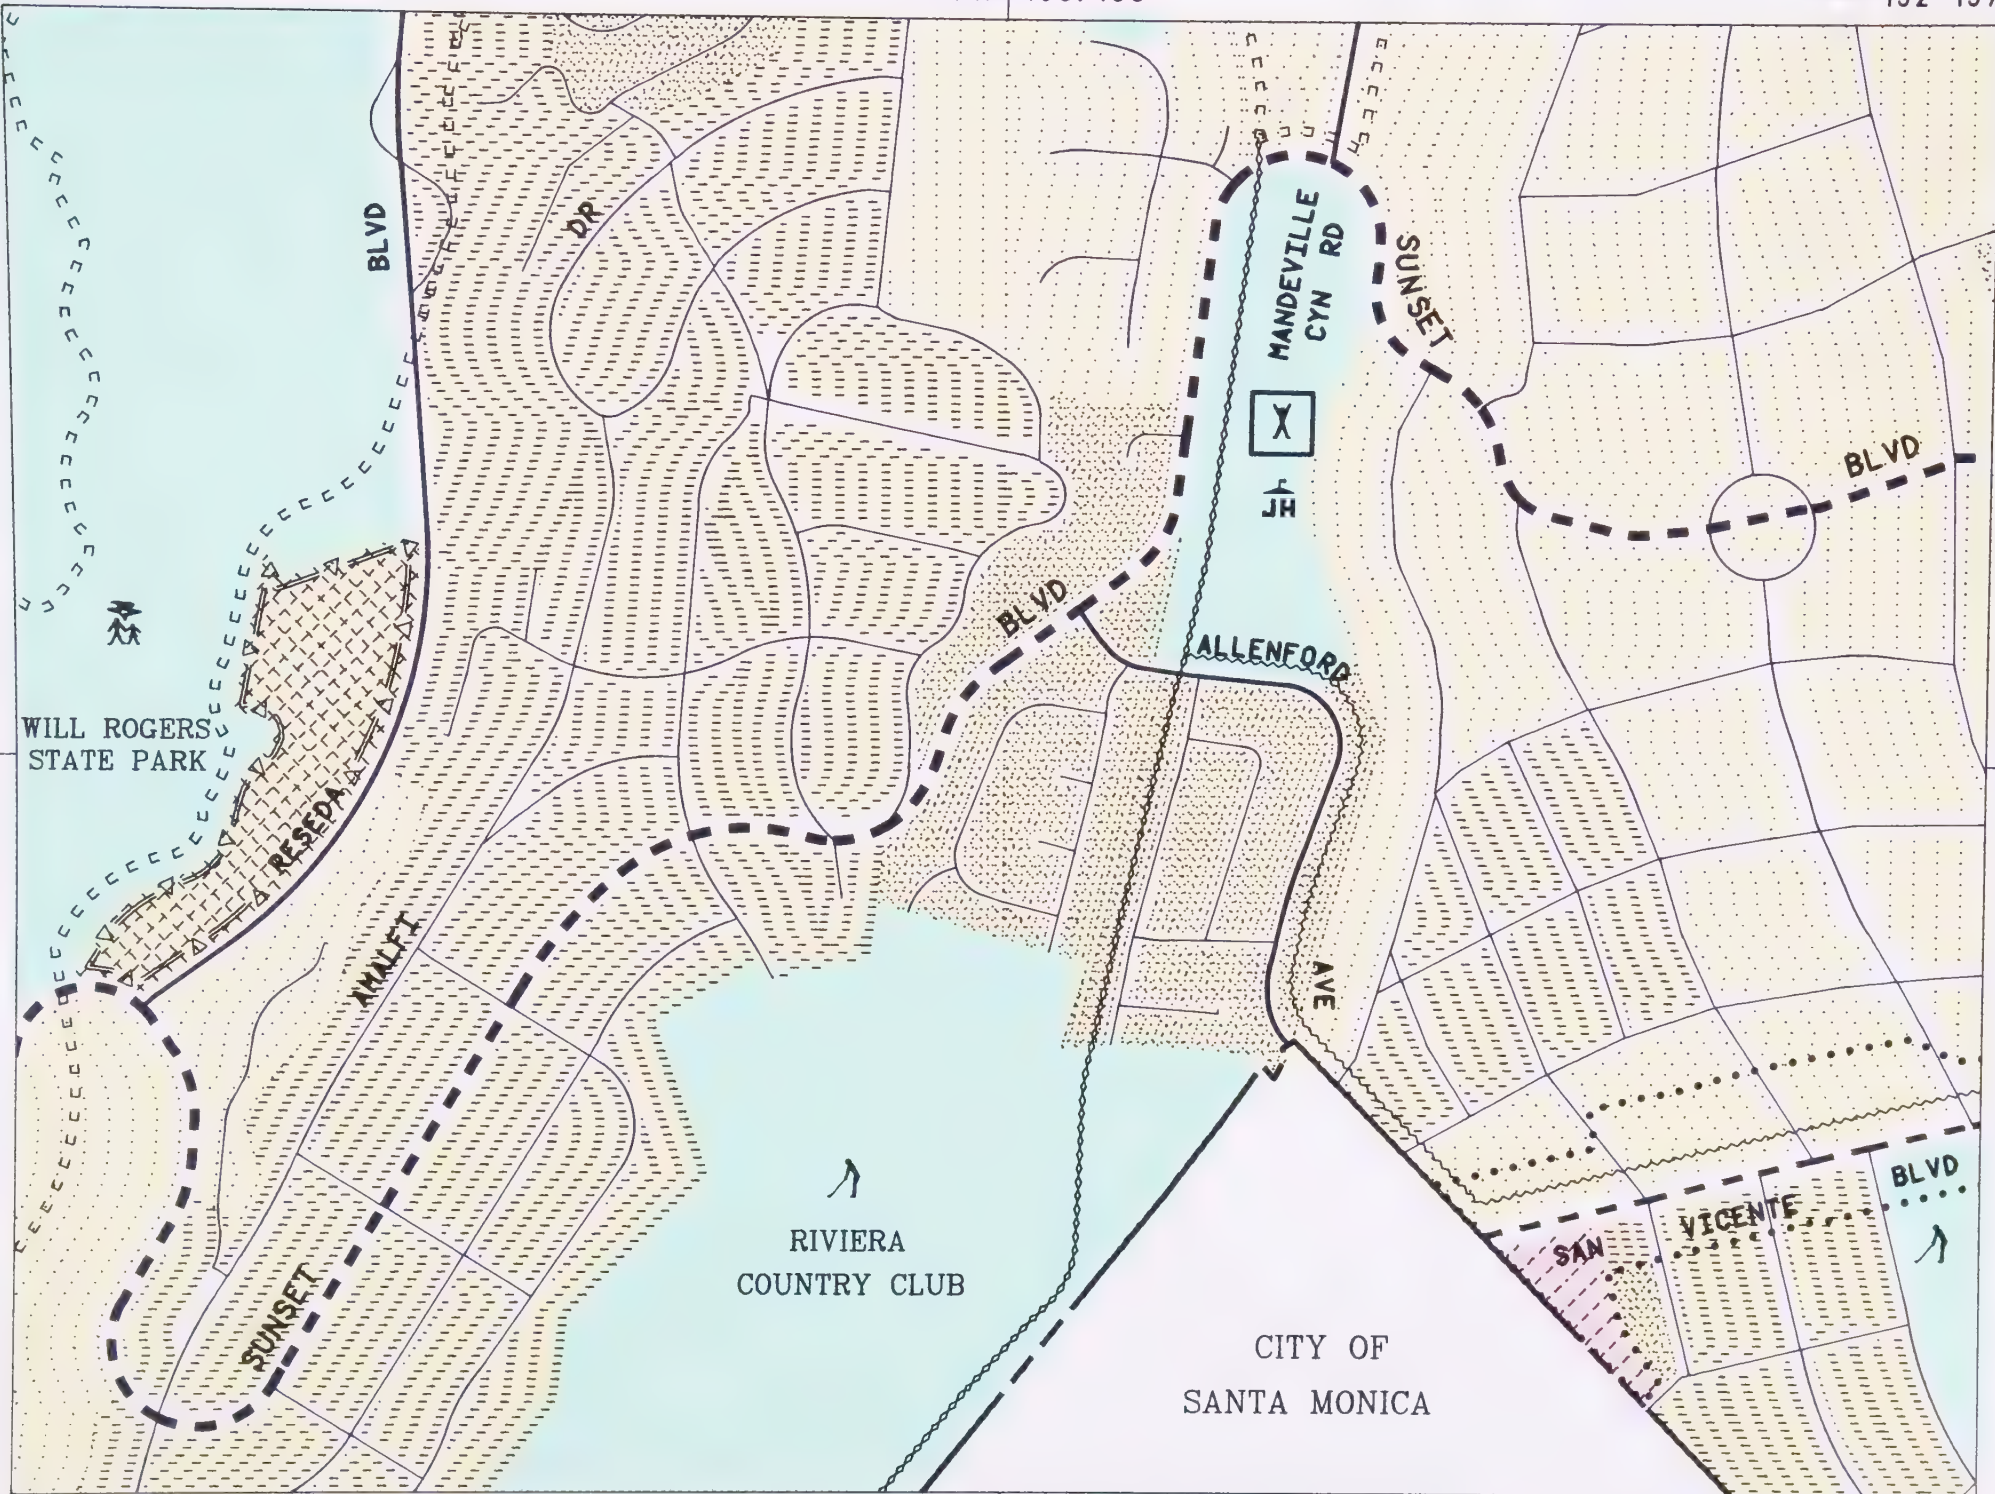 BLVD
DR
MANDEVILLE
CYN RD
SUNSET
BLVD
JH
BLVD
ALLENFORD
WILL ROGERS
STATE PARK
RESEDA
AMALFI
AVE
RIVIERA
COUNTRY CLUB
SAN VICENTE BLVD
SUNSET
CITY OF
SANTA MONICA